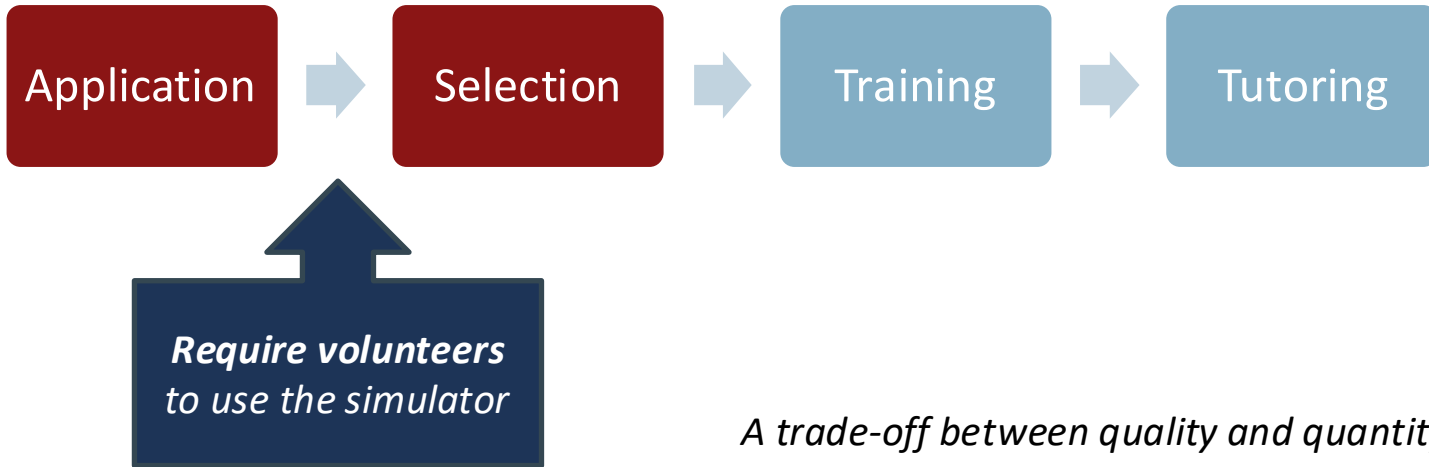 Application
Selection
Training
Tutoring
Require volunteers
to use the simulator
A trade-off between quality and quantit